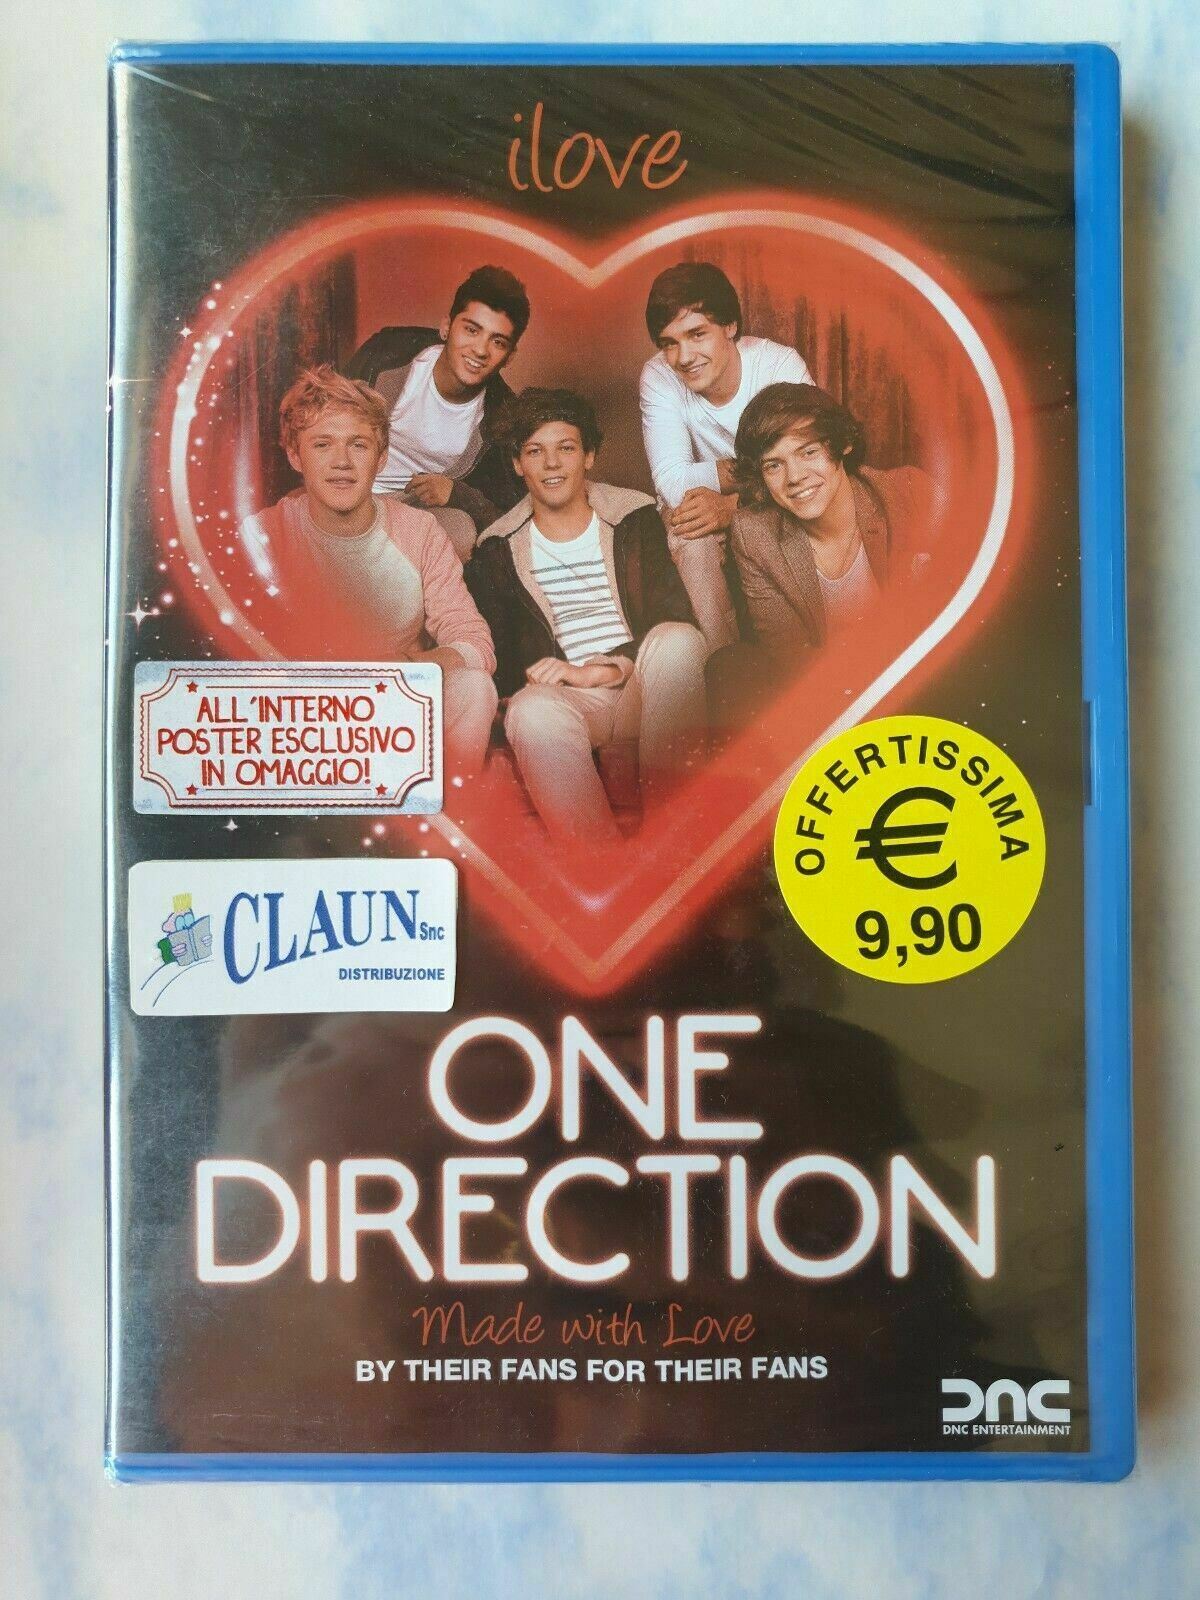 ilove
ALL'INTERNO
POSTER ESCLUSIVO
IN OMAGGIO!
OFFERTISSIMA
€
9,90
CLAUN Snc
DISTRIBUZIONE
ONE
DIRECTION
Made with Love
BY THEIR FANS FOR THEIR FANS
dnc
DNC ENTERTAINMENT